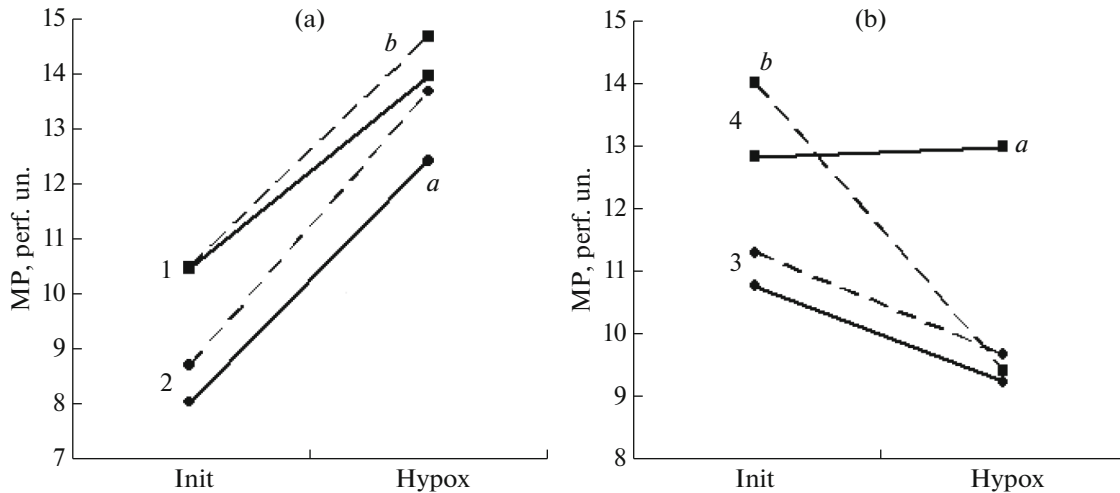 (a)
MP, perf. un.
15
14
13
12
11
10
9
8
7
b
a
1
2
Init
Hypox
(b)
MP, perf. un.
15
14
13
12
11
10
9
8
b
4
a
3
Init
Hypox